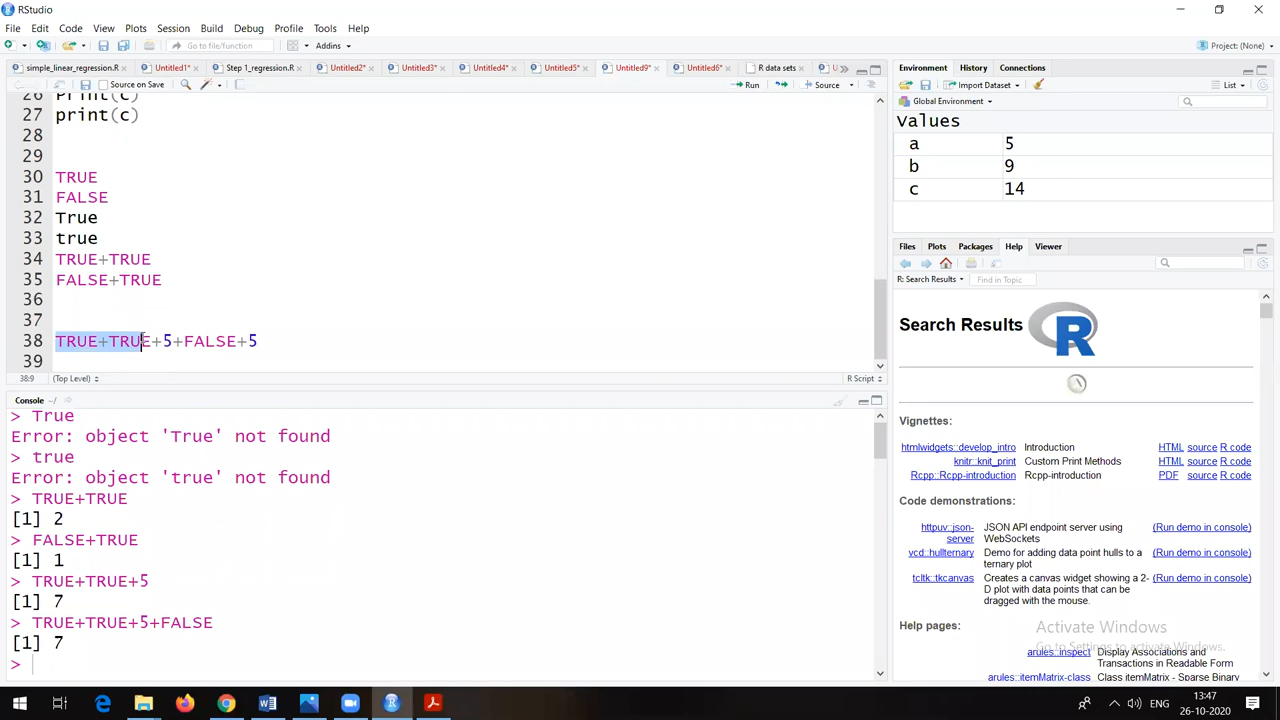 RStudio
File Edit Code View Plots Session Build Debug Profile Tools Help
Go to file/function Addins Project: (None)
simple_linear_regression.R Untitled1* Step 1_regression.R Untitled2* Untitled3* Untitled4* Untitled5* Untitled9* Untitled6* R data sets
Source on Save Run Source
26 Print(c)
27 print(c)
28
29
30 TRUE
31 FALSE
32 True
33 true
34 TRUE+TRUE
35 FALSE+TRUE
36
37
38 TRUE+TRUE+5+FALSE+5
39
38:9 (Top Level) R Script
Console ~/
> True
Error: object 'True' not found
> true
Error: object 'true' not found
> TRUE+TRUE
[1] 2
> FALSE+TRUE
[1] 1
> TRUE+TRUE+5
[1] 7
> TRUE+TRUE+5+FALSE
[1] 7
>
Environment History Connections
Import Dataset List
Global Environment
Values
a 5
b 9
c 14
Files Plots Packages Help Viewer
R: Search Results Find in Topic
Search Results R
Vignettes:
htmlwidgets::develop_intro Introduction HTML source R code
knitr::knit_print Custom Print Methods HTML source R code
Rcpp::Rcpp-introduction Rcpp-introduction PDF source R code
Code demonstrations:
httpuv::json-server JSON API endpoint server using WebSockets (Run demo in console)
vcd::hullternary Demo for adding data point hulls to a ternary plot (Run demo in console)
tcltk::tkcanvas Creates a canvas widget showing a 2-D plot with data points that can be dragged with the mouse. (Run demo in console)
Help pages:
arules::inspect Display Associations and Transactions in Readable Form
arules::itemMatrix-class Class itemMatrix - Sparse Binary
Activate Windows
Go to Settings to activate Windows.
ENG 13:47
26-10-2020